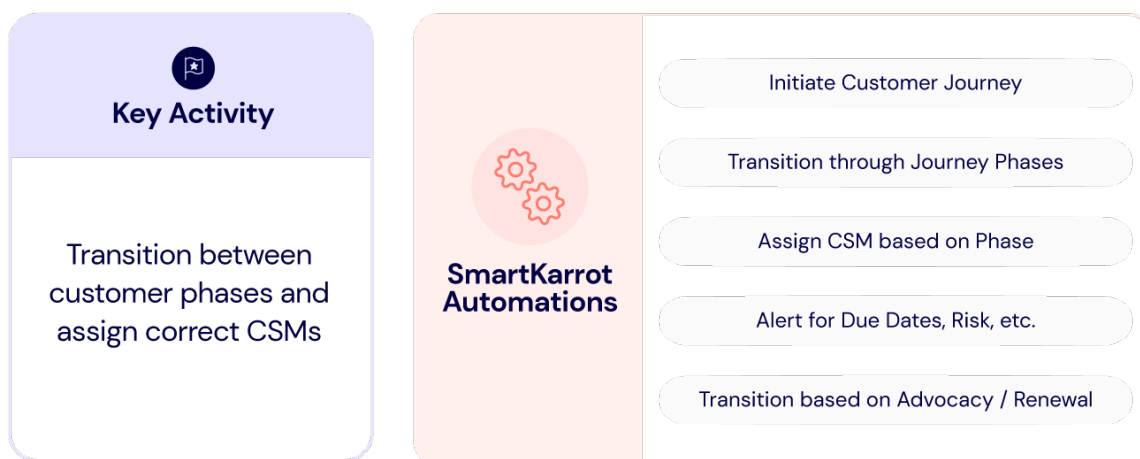 Key Activity
Transition between
customer phases and
assign correct CSMs
SmartKarrot
Automations
Initiate Customer Journey
Transition through Journey Phases
Assign CSM based on Phase
Alert for Due Dates, Risk, etc.
Transition based on Advocacy / Renewal